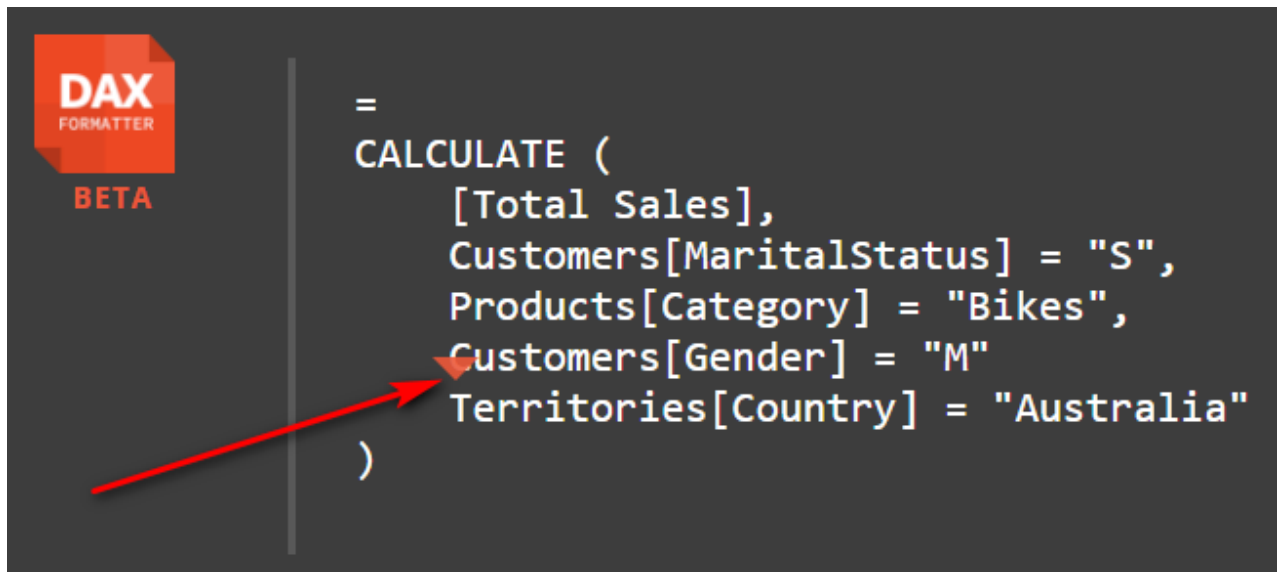 DAX
FORMATTER
BETA
=
CALCULATE (
    [Total Sales],
    Customers[MaritalStatus] = "S",
    Products[Category] = "Bikes",
    Customers[Gender] = "M"
    Territories[Country] = "Australia"
)